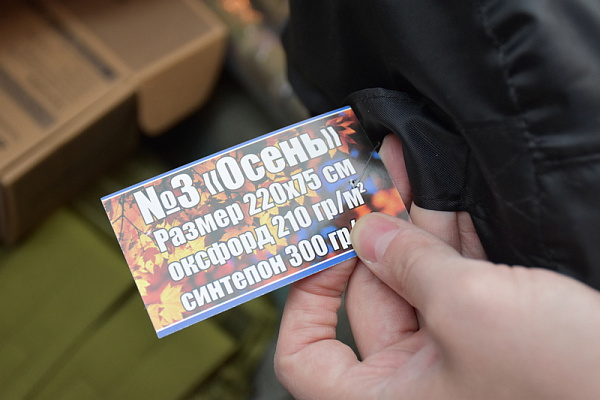 №3 «Осень»
Размер 220х75 см
оксфорд 210 гр/м²
синтепон 300 гр/